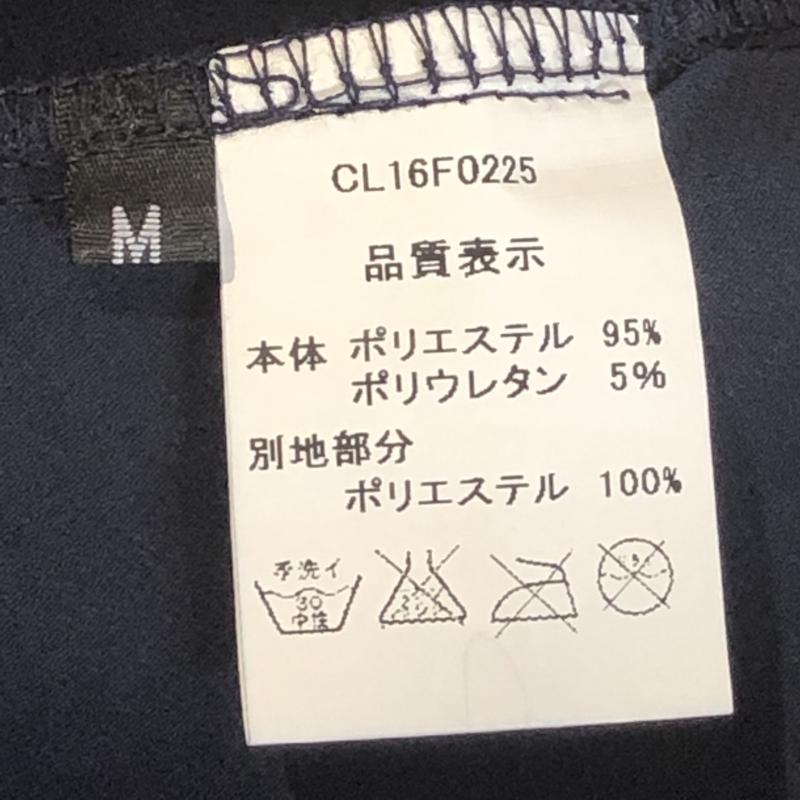 CL16F0225
M
品質表示
本体 ポリエステル 95%
ポリウレタン 5%
別地部分
ポリエステル 100%
手洗イ
30
中性